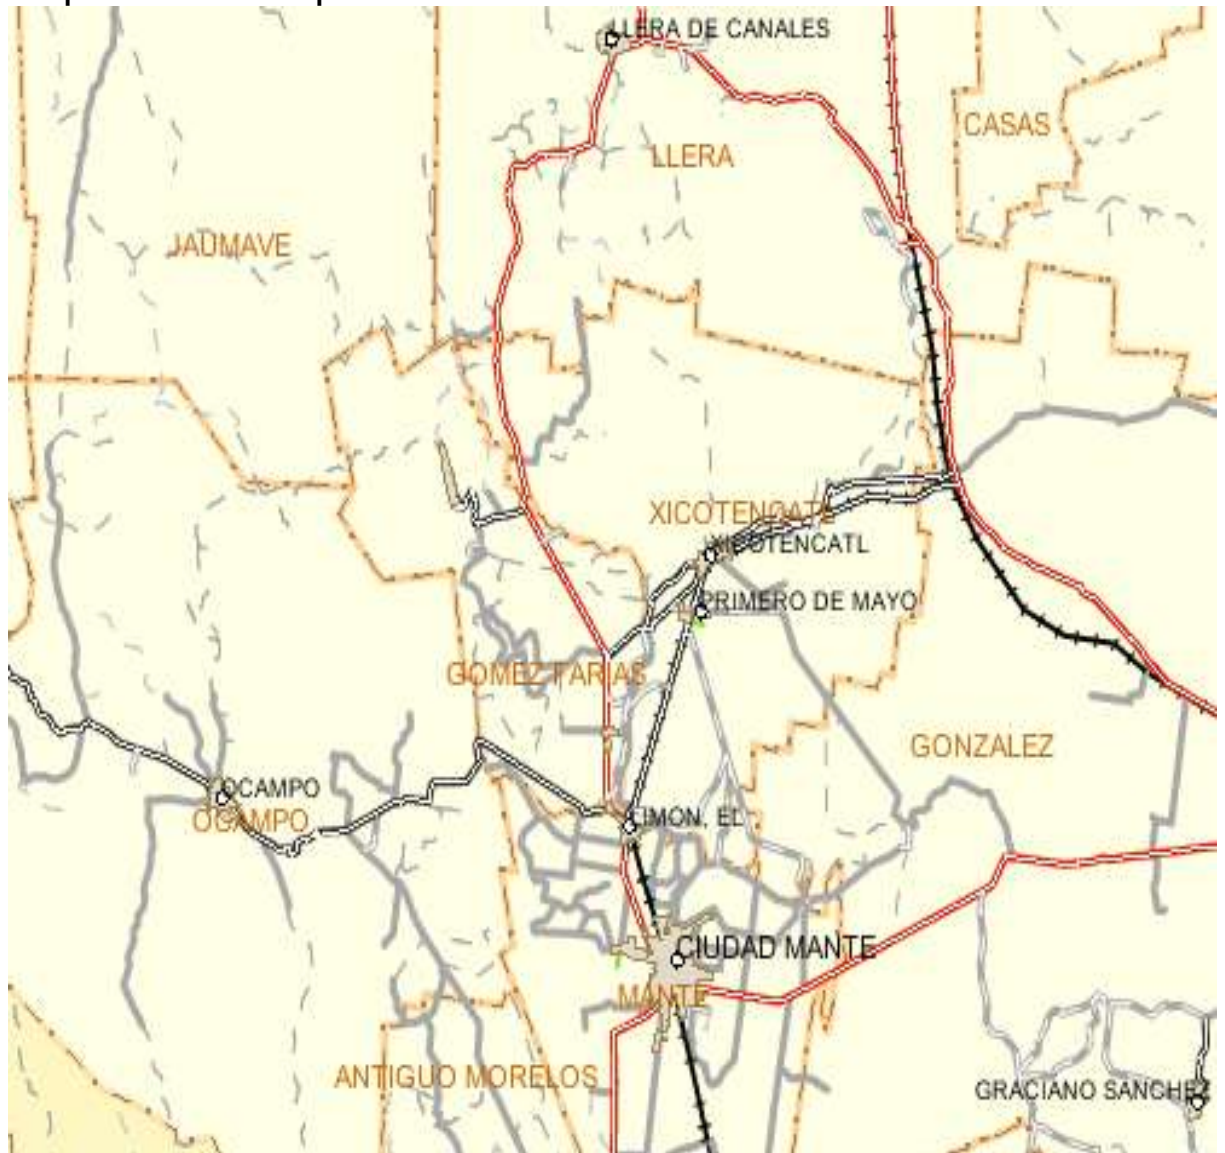 LLERA DE CANALES
CASAS
LLERA
JAUMAVE
XICOTENCATL
XICOTENCATL
PRIMERO DE MAYO
GOMEZ FARIAS
GONZALEZ
OCAMPO
OCAMPO
LIMON, EL
CIUDAD MANTE
MANTE
ANTIGUO MORELOS
GRACIANO SANCHEZ